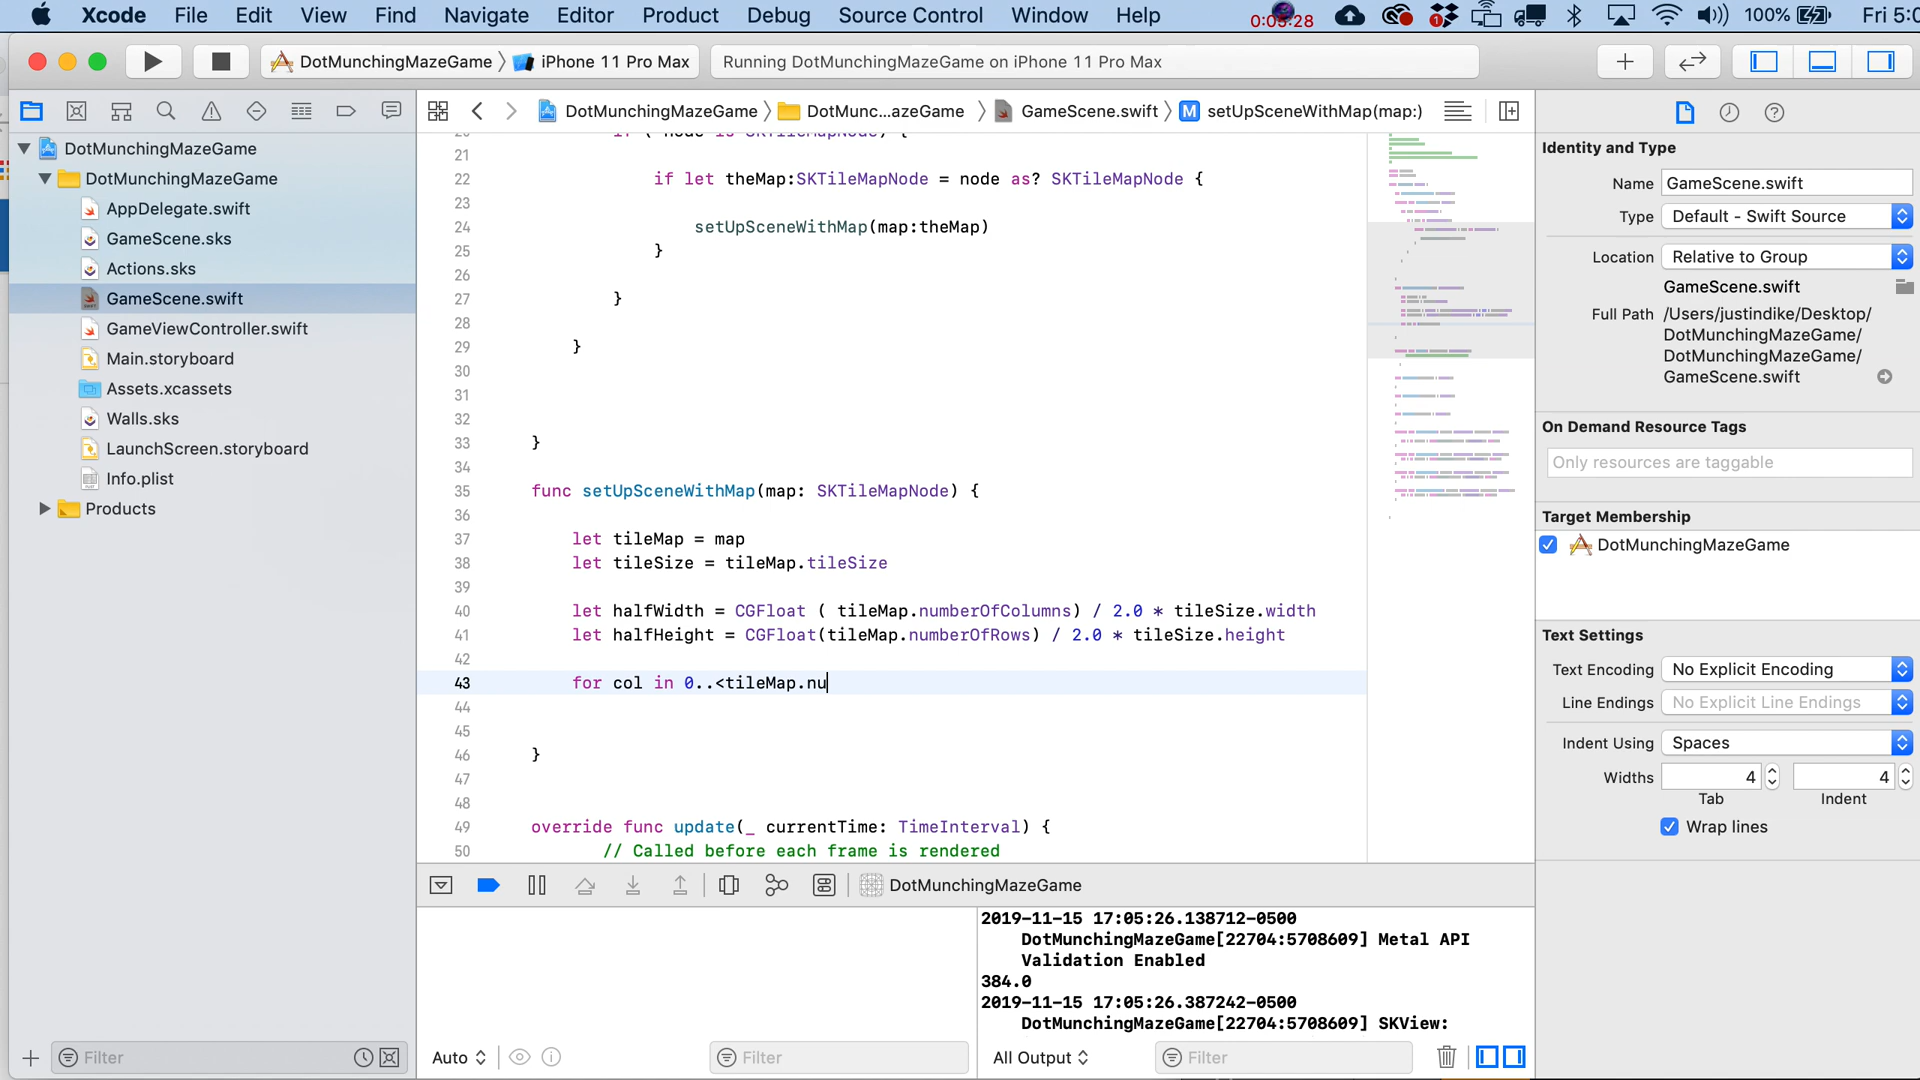 Xcode File Edit View Find Navigate Editor Product Debug Source Control Window Help 0:05:28 1 100% Fri 5:0
DotMunchingMazeGame iPhone 11 Pro Max Running DotMunchingMazeGame on iPhone 11 Pro Max
DotMunchingMazeGame DotMunc...azeGame GameScene.swift M setUpSceneWithMap(map:)
DotMunchingMazeGame
DotMunchingMazeGame
AppDelegate.swift
GameScene.sks
Actions.sks
GameScene.swift
GameViewController.swift
Main.storyboard
Assets.xcassets
Walls.sks
LaunchScreen.storyboard
Info.plist
Products
Filter
20 if ( node is SKTileMapNode) {
21
22 if let theMap:SKTileMapNode = node as? SKTileMapNode {
23
24 setUpSceneWithMap(map:theMap)
25 }
26
27 }
28
29 }
30
31
32
33 }
34
35 func setUpSceneWithMap(map: SKTileMapNode) {
36
37 let tileMap = map
38 let tileSize = tileMap.tileSize
39
40 let halfWidth = CGFloat ( tileMap.numberOfColumns) / 2.0 * tileSize.width
41 let halfHeight = CGFloat(tileMap.numberOfRows) / 2.0 * tileSize.height
42
43 for col in 0..<tileMap.nu
44
45
46 }
47
48
49 override func update(_ currentTime: TimeInterval) {
50 // Called before each frame is rendered
DotMunchingMazeGame
2019-11-15 17:05:26.138712-0500
DotMunchingMazeGame[22704:5708609] Metal API
Validation Enabled
384.0
2019-11-15 17:05:26.387242-0500
DotMunchingMazeGame[22704:5708609] SKView:
Auto Filter All Output Filter
Identity and Type
Name GameScene.swift
Type Default - Swift Source
Location Relative to Group
GameScene.swift
Full Path /Users/justindike/Desktop/
DotMunchingMazeGame/
DotMunchingMazeGame/
GameScene.swift
On Demand Resource Tags
Only resources are taggable
Target Membership
DotMunchingMazeGame
Text Settings
Text Encoding No Explicit Encoding
Line Endings No Explicit Line Endings
Indent Using Spaces
Widths 4 4
Tab Indent
Wrap lines